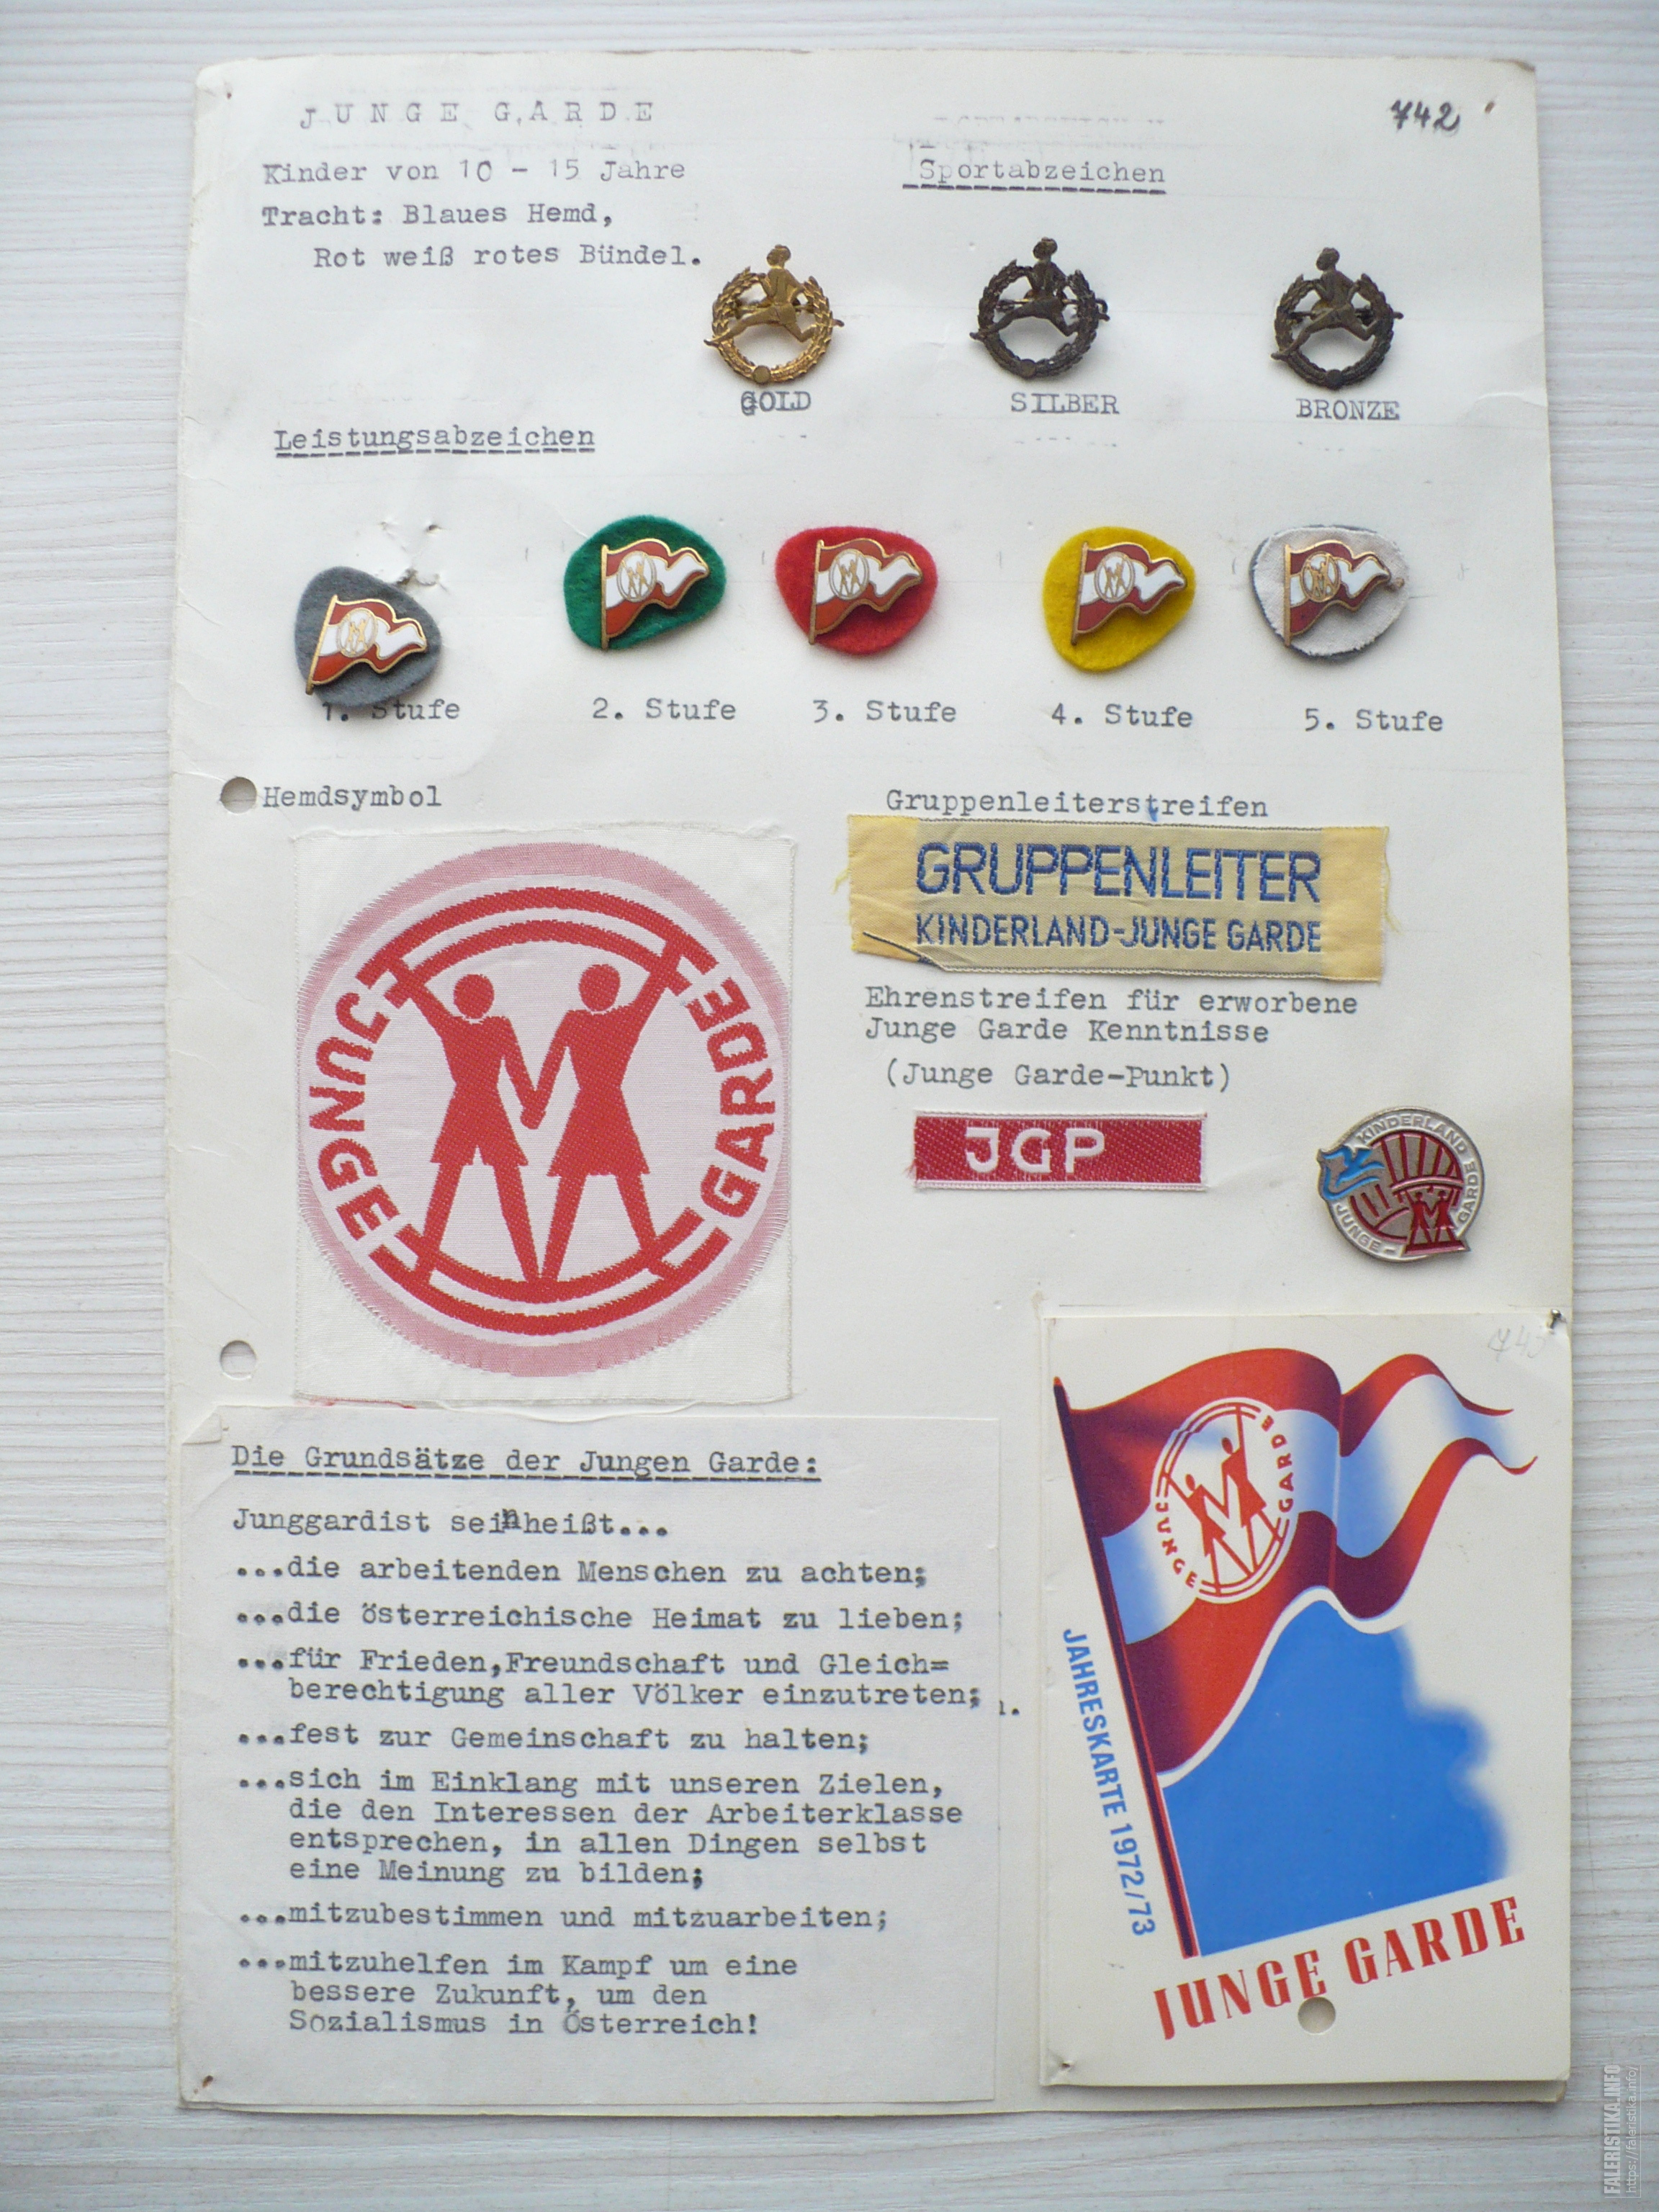 JUNGE GARDE
742
Kinder von 10 - 15 Jahre
Sportabzeichen
Tracht: Blaues Hemd,
Rot weiß rotes Bündel.
GOLD
SILBER
BRONZE
Leistungsabzeichen
1. Stufe
2. Stufe
3. Stufe
4. Stufe
5. Stufe
Hemdsymbol
Gruppenleiterstreifen
GRUPPENLEITER
KINDERLAND-JUNGE GARDE
JUNGE GARDE
Ehrenstreifen für erworbene
Junge Garde Kenntnisse
(Junge Garde-Punkt)
JGP
KINDERLAND
JUNGE-GARDE
Die Grundsätze der Jungen Garde:
Junggardist sein heißt...
...die arbeitenden Menschen zu achten;
...die österreichische Heimat zu lieben;
...für Frieden,Freundschaft und Gleich=
berechtigung aller Völker einzutreten;
...fest zur Gemeinschaft zu halten;
...sich im Einklang mit unseren Zielen,
die den Interessen der Arbeiterklasse
entsprechen, in allen Dingen selbst
eine Meinung zu bilden;
...mitzubestimmen und mitzuarbeiten;
...mitzuhelfen im Kampf um eine
bessere Zukunft, um den
Sozialismus in Österreich!
JUNGE GARDE
JAHRESKARTE 1972/73
JUNGE GARDE
FALERISTIKA.INFO
https://faleristika.info/